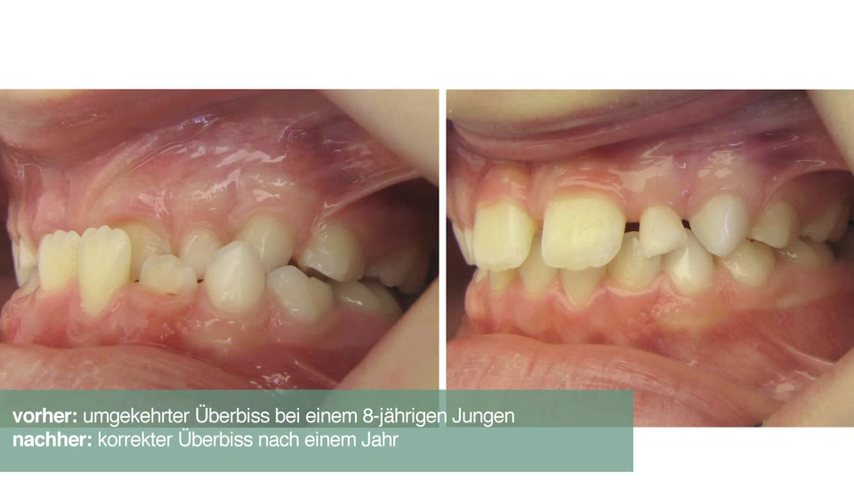 vorher: umgekehrter Überbiss bei einem 8-jährigen Jungen
nachher: korrekter Überbiss nach einem Jahr